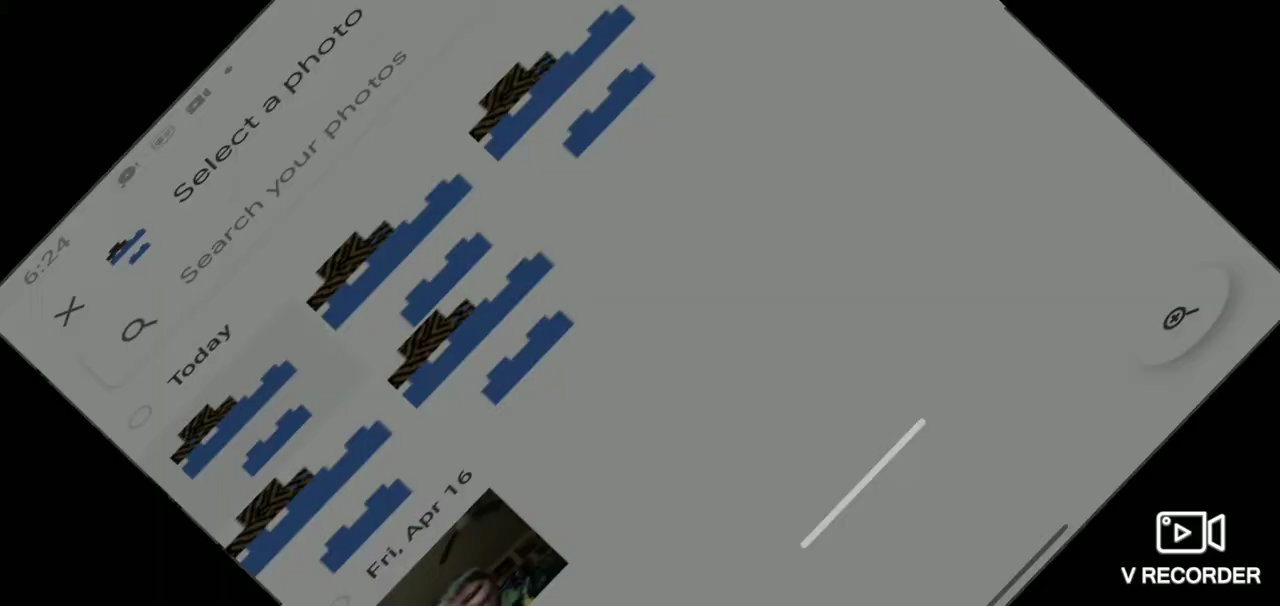 6:24
Select a photo
Search your photos
Today
Fri, Apr 16
V RECORDER